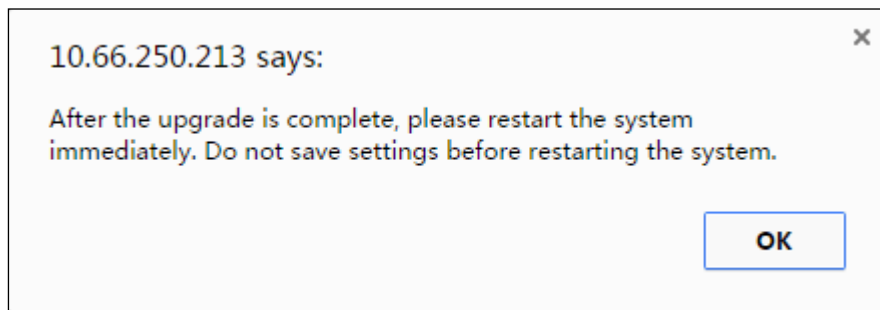 10.66.250.213 says:
×
After the upgrade is complete, please restart the system
immediately. Do not save settings before restarting the system.
OK